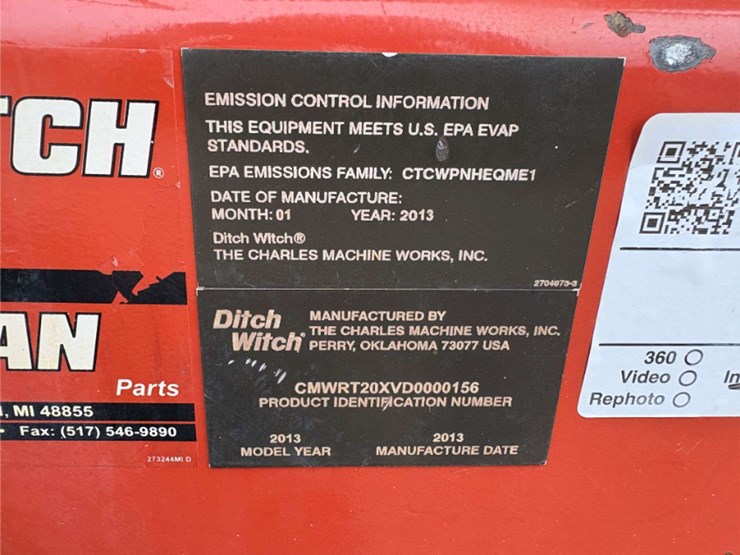 TCH®
AN
Parts
, MI 48855
• Fax: (517) 546-9890
273244MI D
EMISSION CONTROL INFORMATION
THIS EQUIPMENT MEETS U.S. EPA EVAP
STANDARDS.
EPA EMISSIONS FAMILY: CTCWPNHEQME1
DATE OF MANUFACTURE:
MONTH: 01 YEAR: 2013
Ditch Witch®
THE CHARLES MACHINE WORKS, INC.
Ditch
Witch®
MANUFACTURED BY
THE CHARLES MACHINE WORKS, INC.
PERRY, OKLAHOMA 73077 USA
CMWRT20XVD0000156
PRODUCT IDENTIFICATION NUMBER
2013 2013
MODEL YEAR MANUFACTURE DATE
360
Video
Rephoto